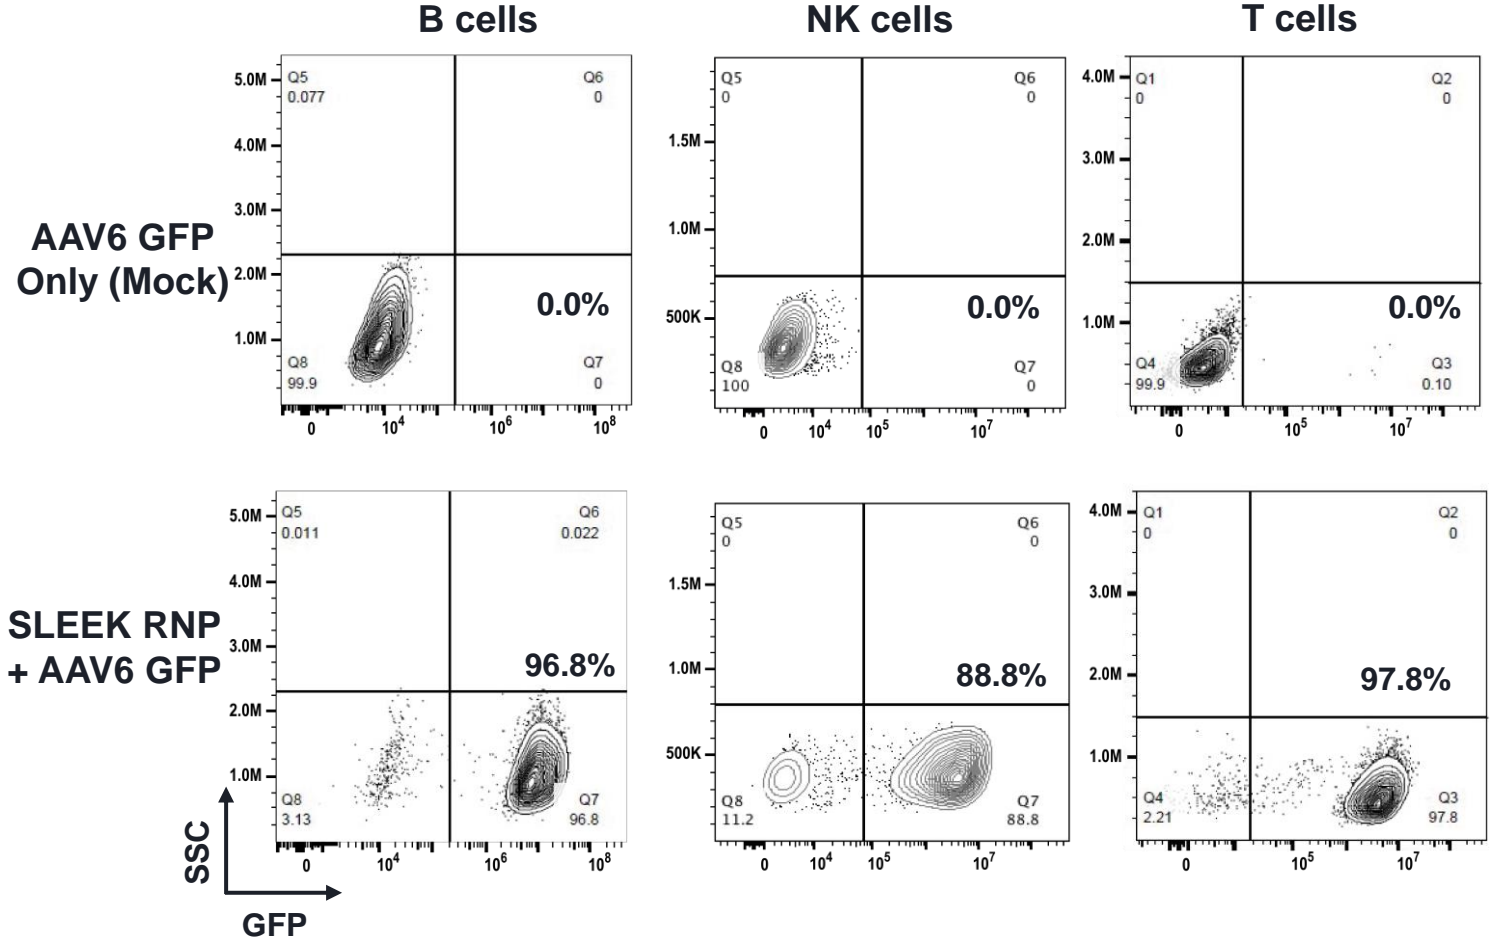 B cells
NK cells
T cells
AAV6 GFP
Only (Mock)
5.0M
4.0M
3.0M
2.0M
1.0M
Q5
0.077
Q6
0
0.0%
Q8
99.9
Q7
0
0
10^4
10^6
10^8
1.5M
1.0M
500K
Q5
0
Q6
0
0.0%
Q8
100
Q7
0
0
10^4
10^5
10^7
4.0M
3.0M
2.0M
1.0M
Q1
0
Q2
0
0.0%
Q4
99.9
Q3
0.10
0
10^5
10^7
SLEEK RNP
+ AAV6 GFP
5.0M
4.0M
3.0M
2.0M
1.0M
Q5
0.011
Q6
0.022
96.8%
Q8
3.13
Q7
96.8
0
10^4
10^6
10^8
1.5M
1.0M
500K
Q5
0
Q6
0
88.8%
Q8
11.2
Q7
88.8
0
10^4
10^5
10^7
4.0M
3.0M
2.0M
1.0M
Q1
0
Q2
0
97.8%
Q4
2.21
Q3
97.8
0
10^5
10^7
SSC
GFP